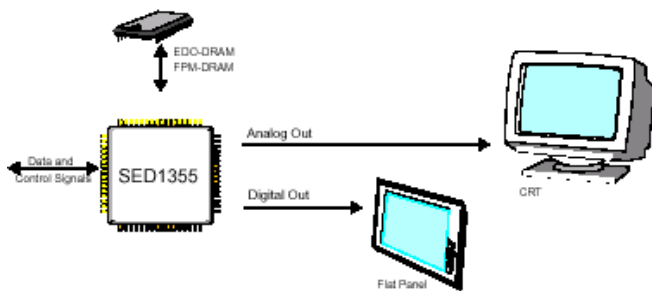 EDO-DRAM
FPM-DRAM
Analog Out
Data and
Control Signals
SED1355
CRT
Digital Out
Flat Panel